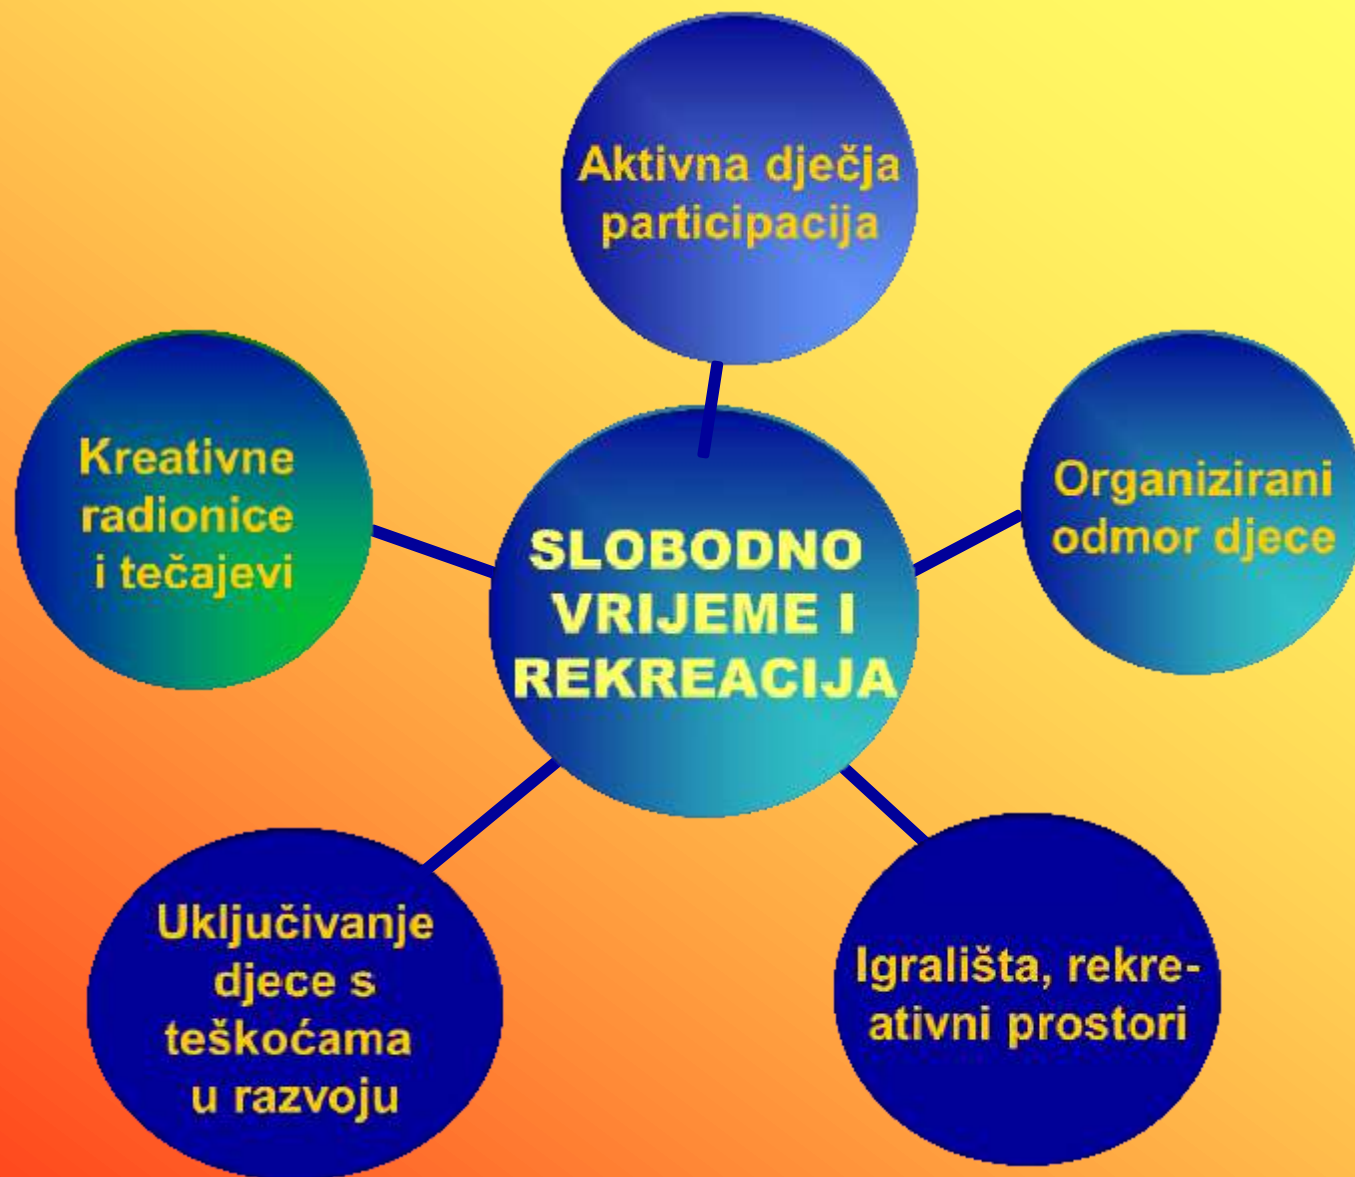 Aktivna dječja
participacija
Kreativne
radionice
i tečajevi
SLOBODNO
VRIJEME I
REKREACIJA
Organizirani
odmor djece
Uključivanje
djece s
teškoćama
u razvoju
Igrališta, rekre-
ativni prostori